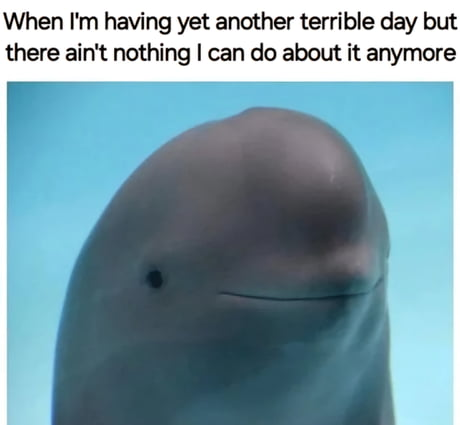 When I'm having yet another terrible day but
there ain't nothing I can do about it anymore